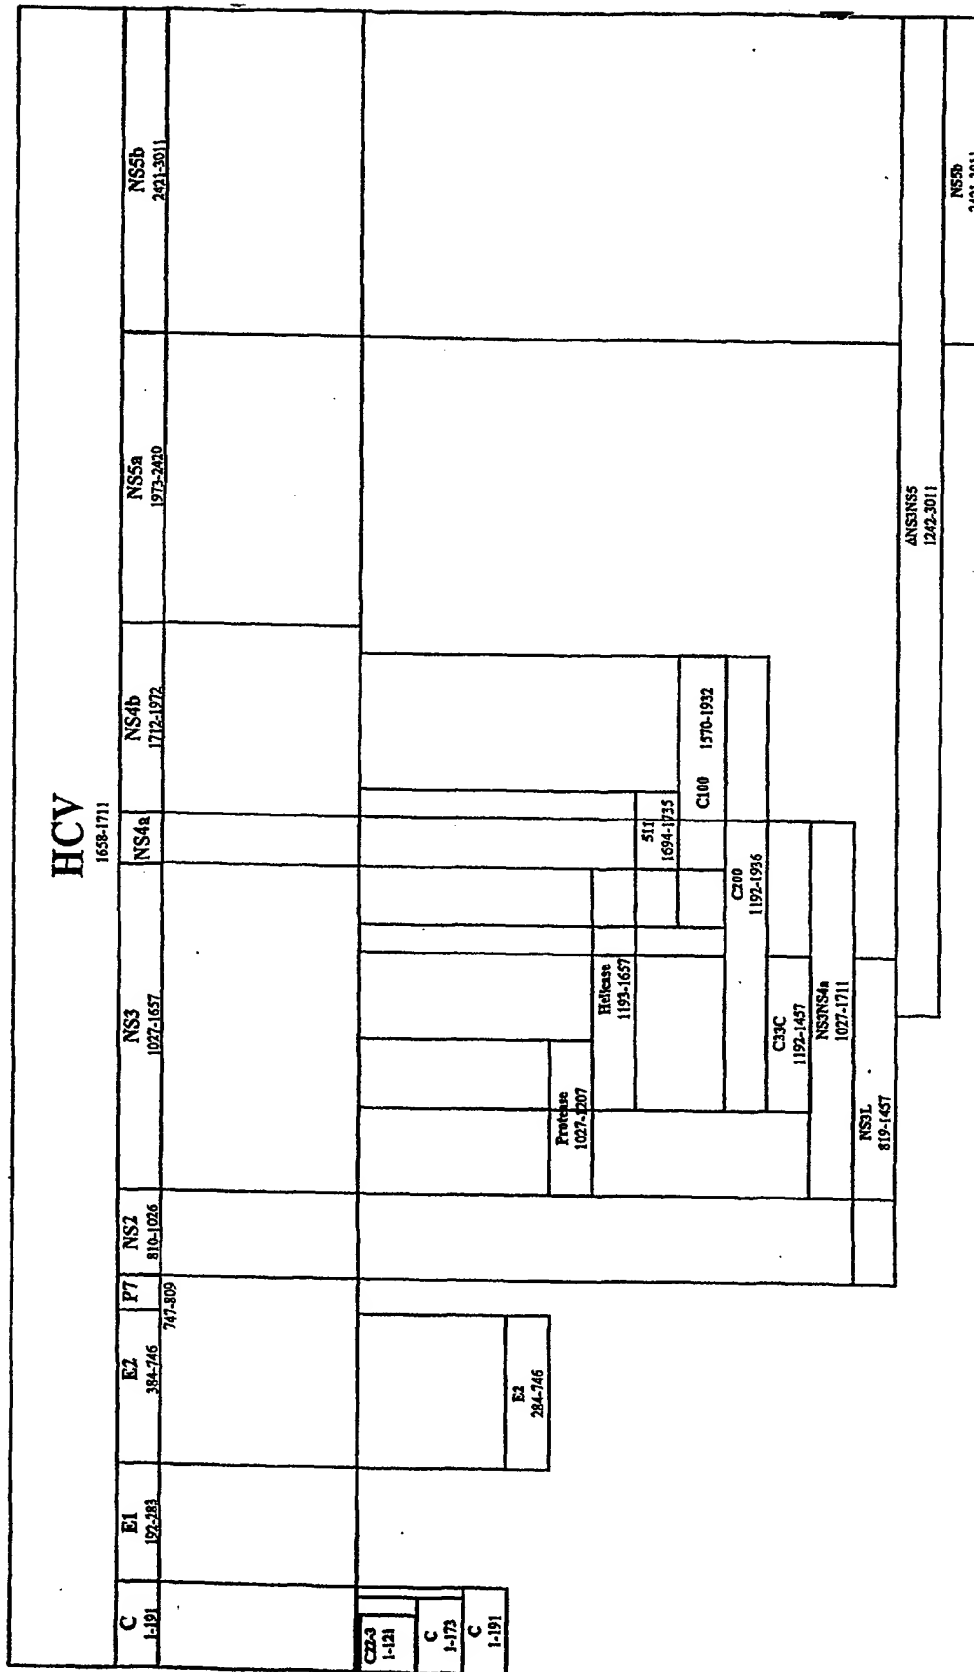 HCV
1658-1711
C
1-191
E1
192-283
E2
384-746
P7
747-809
NS2
810-1026
NS3
1027-1657
NS4a
NS4b
1712-1972
NS5a
1973-2420
NS5b
2421-3011
C22-3
1-121
C
1-173
C
1-191
E2
284-746
Protease
1027-1207
Helicase
1193-1657
511
1694-1735
C100 1570-1932
C200
1192-1936
C33C
1192-1457
NS3NS4a
1027-1711
NS3L
819-1457
ΔNS3NS5
1242-3011
NS5b
2421-3011